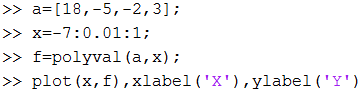 >> a=[18,-5,-2,3];
>> x=-7:0.01:1;
>> f=polyval(a,x);
>> plot(x,f),xlabel('X'),ylabel('Y')